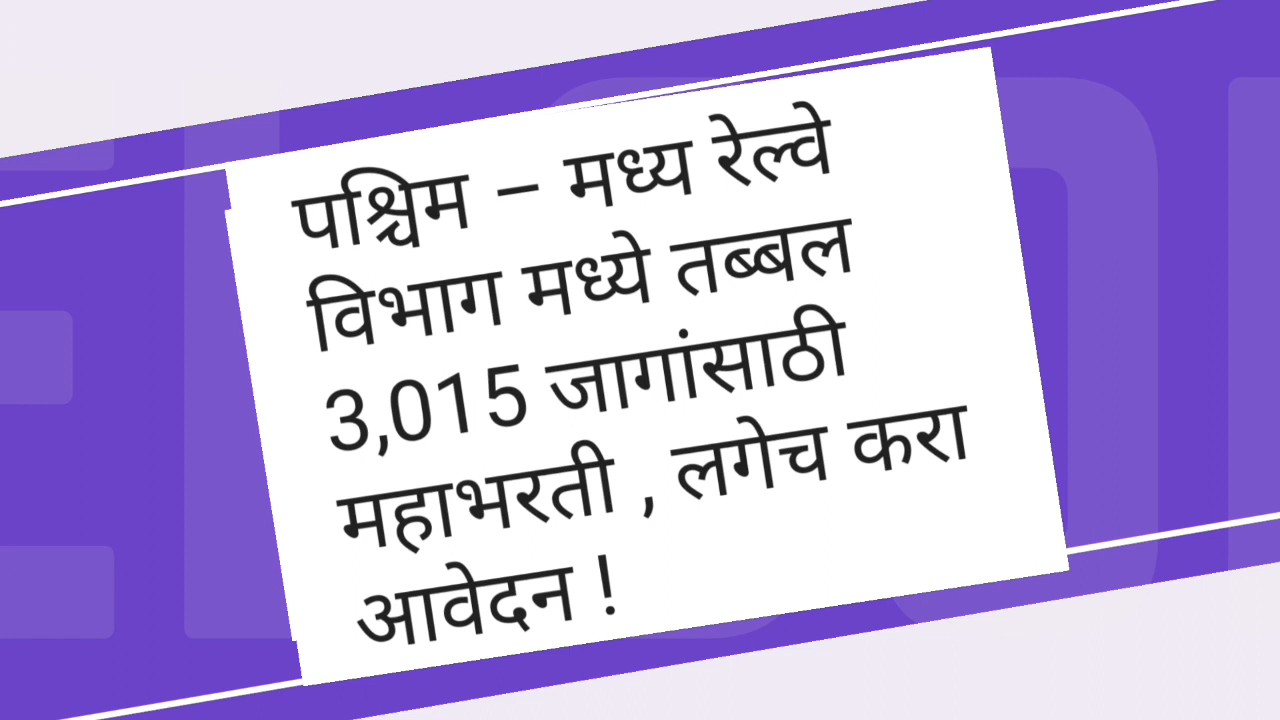 पश्चिम – मध्य रेल्वे
विभाग मध्ये तब्बल
3,015 जागांसाठी
महाभरती , लगेच करा
आवेदन !